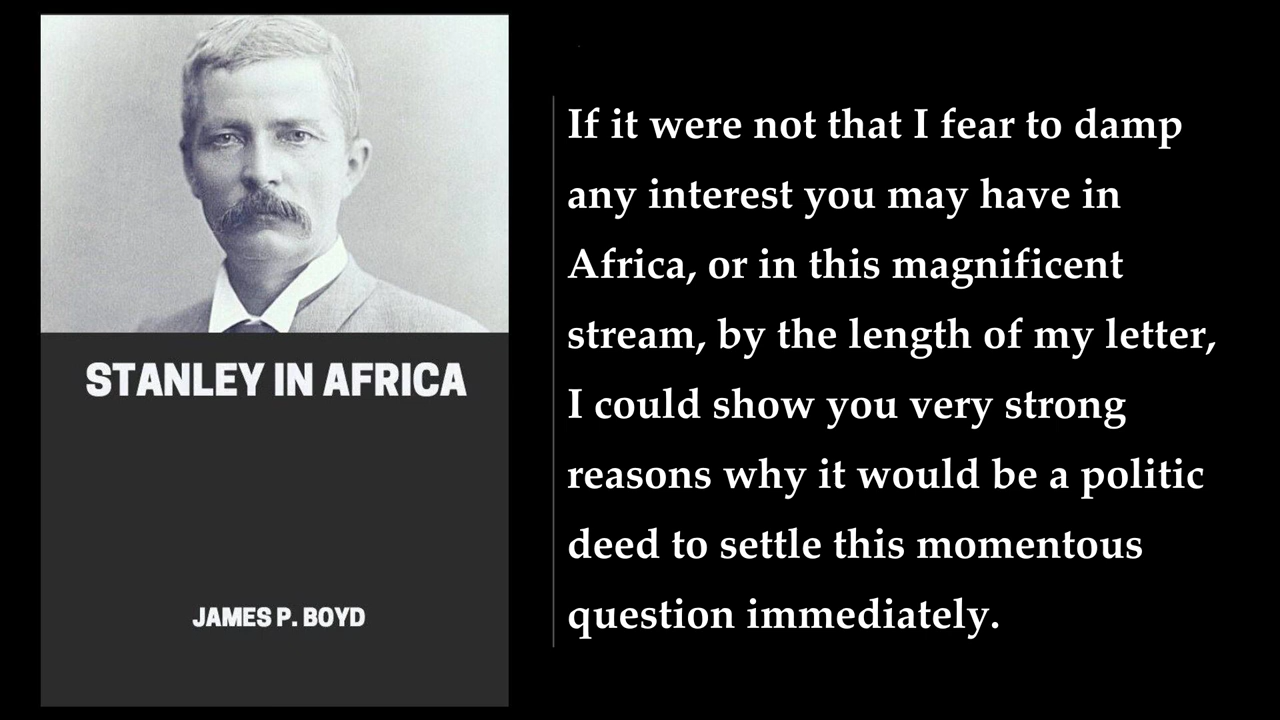 STANLEY IN AFRICA
JAMES P. BOYD
If it were not that I fear to damp
any interest you may have in
Africa, or in this magnificent
stream, by the length of my letter,
I could show you very strong
reasons why it would be a politic
deed to settle this momentous
question immediately.